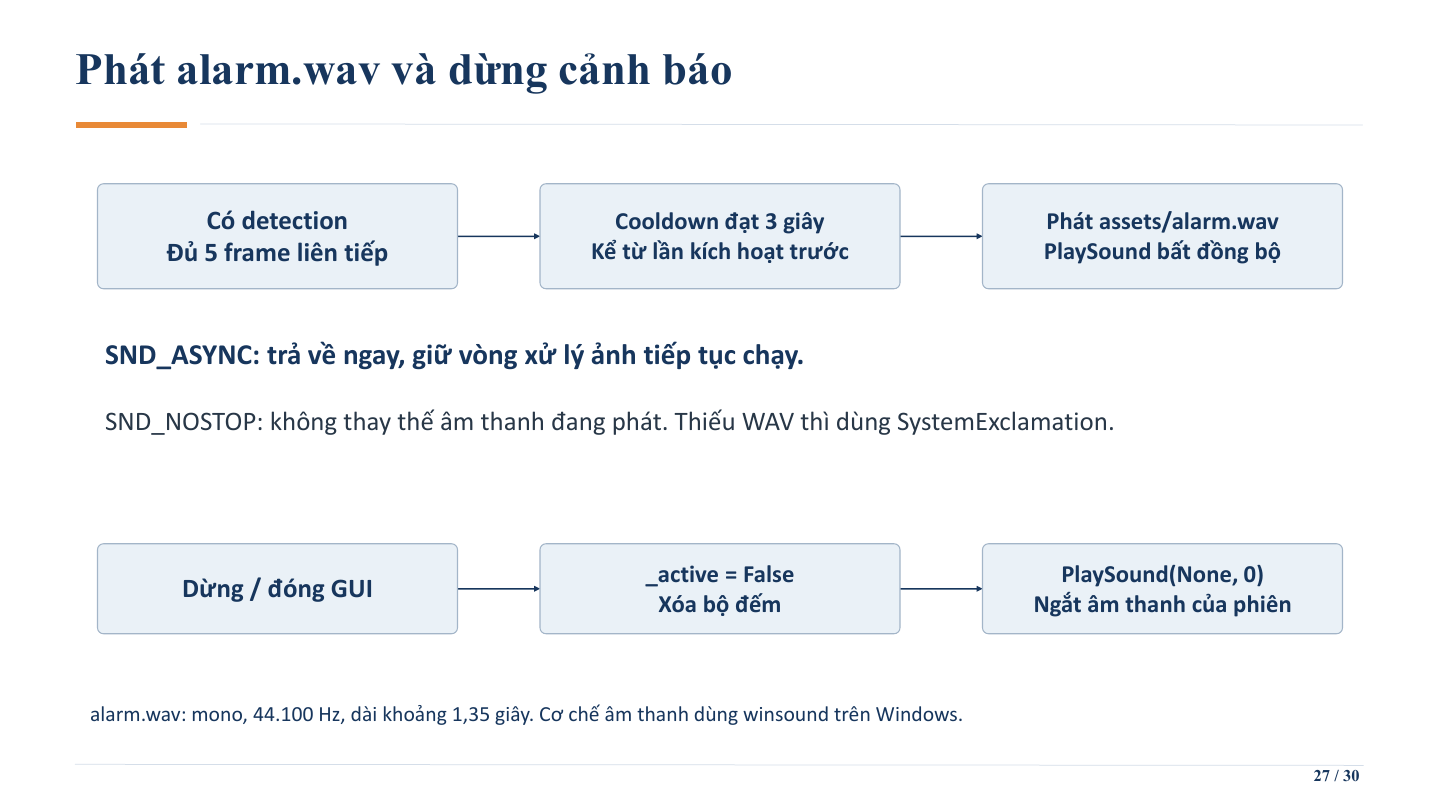 Phát alarm.wav và dừng cảnh báo
Có detection
Đủ 5 frame liên tiếp
Cooldown đạt 3 giây
Kể từ lần kích hoạt trước
Phát assets/alarm.wav
PlaySound bất đồng bộ
SND_ASYNC: trả về ngay, giữ vòng xử lý ảnh tiếp tục chạy.
SND_NOSTOP: không thay thế âm thanh đang phát. Thiếu WAV thì dùng SystemExclamation.
Dừng / đóng GUI
_active = False
Xóa bộ đếm
PlaySound(None, 0)
Ngắt âm thanh của phiên
alarm.wav: mono, 44.100 Hz, dài khoảng 1,35 giây. Cơ chế âm thanh dùng winsound trên Windows.
27 / 30